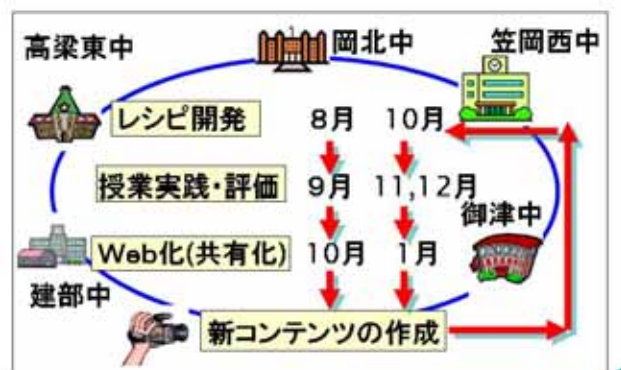 岡北中
高梁東中
笠岡西中
レシピ開発 8月 10月
授業実践・評価 9月 11,12月
御津中
Web化(共有化) 10月 1月
建部中
新コンテンツの作成